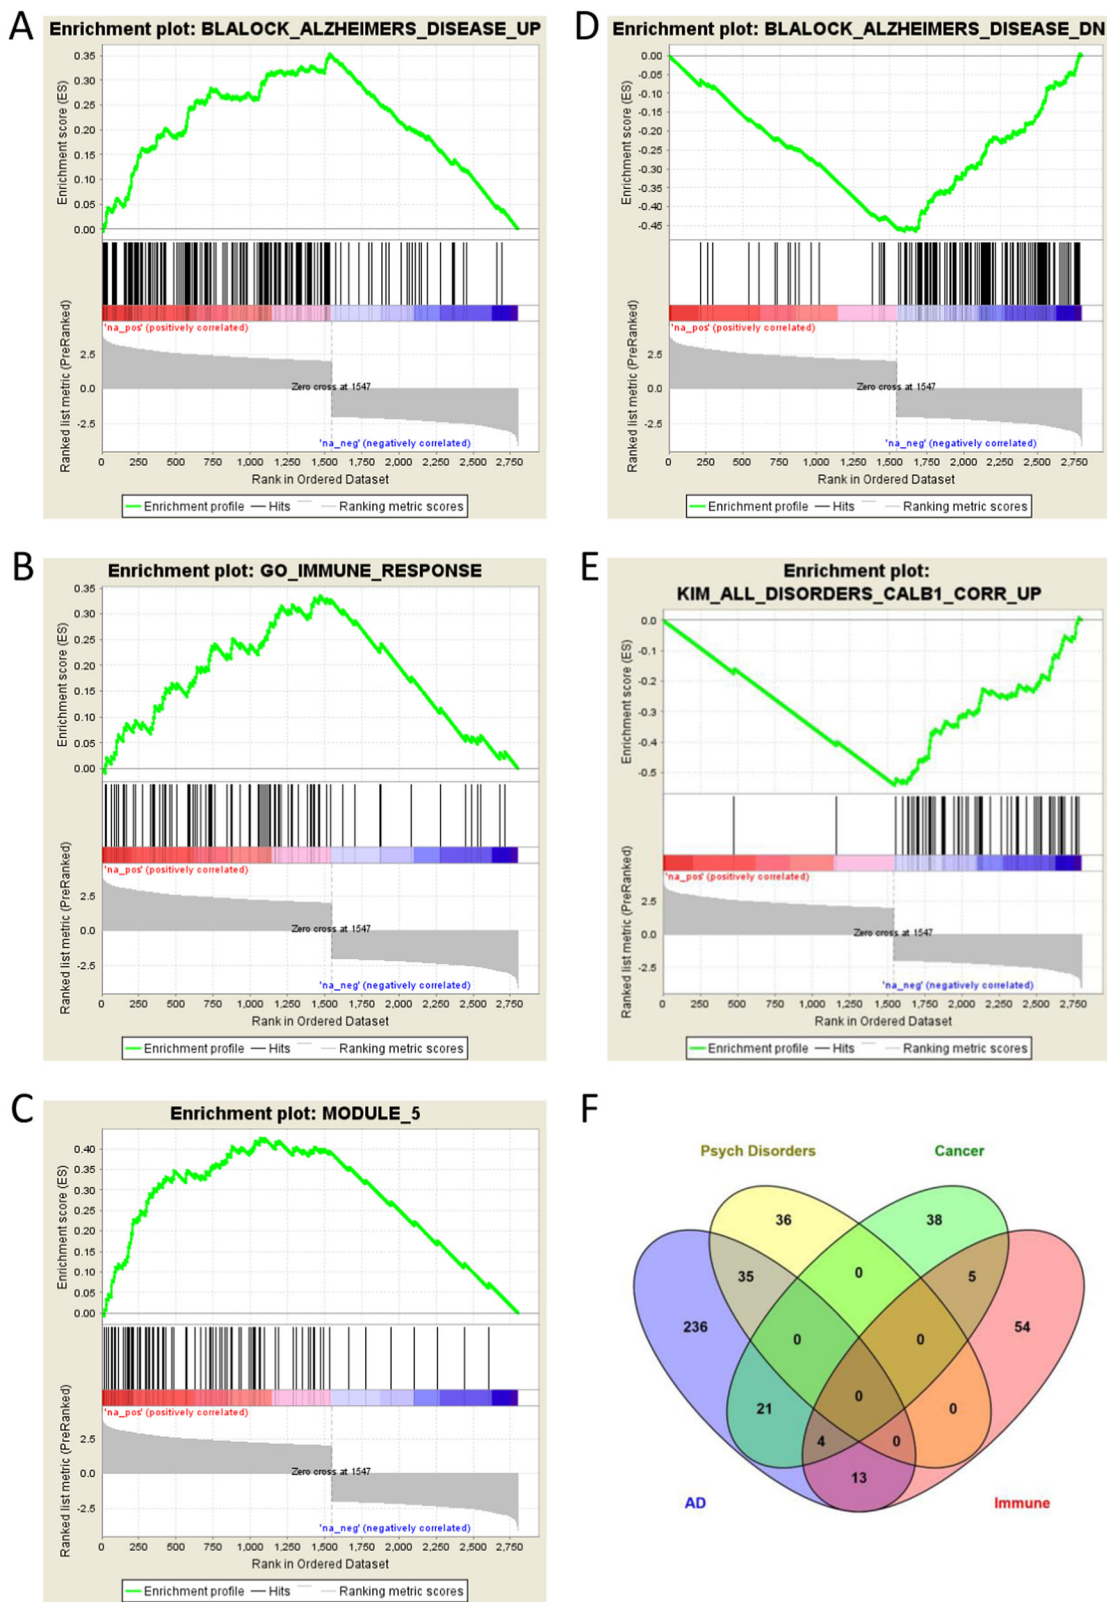 A
Enrichment plot: BLALOCK_ALZHEIMERS_DISEASE_UP
Enrichment score (ES)
0.35
0.30
0.25
0.20
0.15
0.10
0.05
0.00
'na_pos' (positively correlated)
Ranked list metric (PreRanked)
2.5
0.0
-2.5
Zero cross at 1547
'na_neg' (negatively correlated)
0 250 500 750 1,000 1,250 1,500 1,750 2,000 2,250 2,500 2,750
Rank in Ordered Dataset
Enrichment profile Hits Ranking metric scores
B
Enrichment plot: GO_IMMUNE_RESPONSE
Enrichment score (ES)
0.35
0.30
0.25
0.20
0.15
0.10
0.05
0.00
'na_pos' (positively correlated)
Ranked list metric (PreRanked)
2.5
0.0
-2.5
Zero cross at 1547
'na_neg' (negatively correlated)
0 250 500 750 1,000 1,250 1,500 1,750 2,000 2,250 2,500 2,750
Rank in Ordered Dataset
Enrichment profile Hits Ranking metric scores
C
Enrichment plot: MODULE_5
Enrichment score (ES)
0.40
0.35
0.30
0.25
0.20
0.15
0.10
0.05
0.00
'na_pos' (positively correlated)
Ranked list metric (PreRanked)
2.5
0.0
-2.5
Zero cross at 1547
'na_neg' (negatively correlated)
0 250 500 750 1,000 1,250 1,500 1,750 2,000 2,250 2,500 2,750
Rank in Ordered Dataset
Enrichment profile Hits Ranking metric scores
D
Enrichment plot: BLALOCK_ALZHEIMERS_DISEASE_DN
Enrichment score (ES)
0.00
-0.05
-0.10
-0.15
-0.20
-0.25
-0.30
-0.35
-0.40
-0.45
'na_pos' (positively correlated)
Ranked list metric (PreRanked)
2.5
0.0
-2.5
Zero cross at 1547
'na_neg' (negatively correlated)
0 250 500 750 1,000 1,250 1,500 1,750 2,000 2,250 2,500 2,750
Rank in Ordered Dataset
Enrichment profile Hits Ranking metric scores
E
Enrichment plot:
KIM_ALL_DISORDERS_CALB1_CORR_UP
Enrichment score (ES)
0.0
-0.1
-0.2
-0.3
-0.4
-0.5
'na_pos' (positively correlated)
Ranked list metric (PreRanked)
2.5
0.0
-2.5
Zero cross at 1547
'na_neg' (negatively correlated)
0 250 500 750 1,000 1,250 1,500 1,750 2,000 2,250 2,500 2,750
Rank in Ordered Dataset
Enrichment profile Hits Ranking metric scores
F
Psych Disorders Cancer
36 38
35 0 5
236 0 0 54
0
21 0
4 0
13
AD Immune